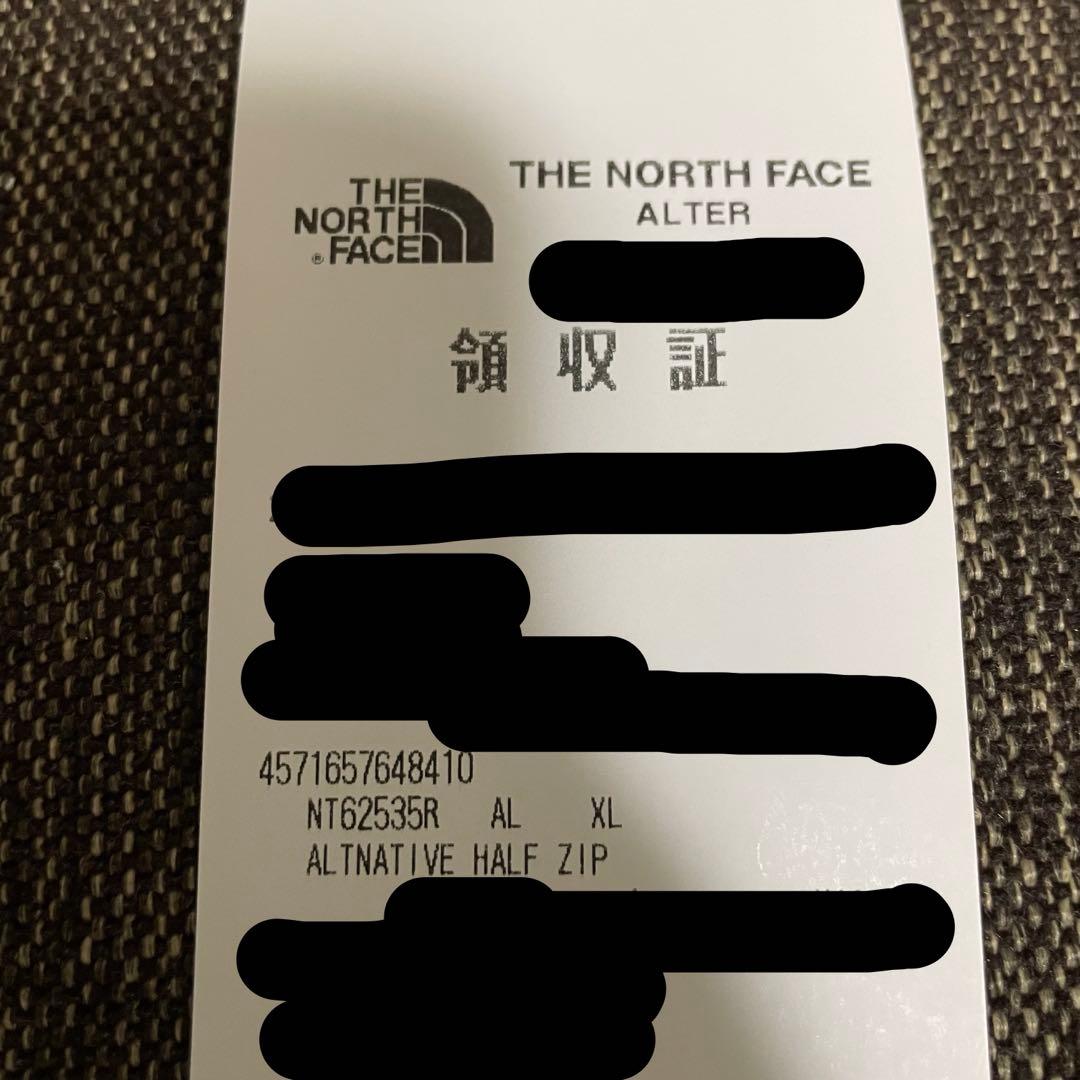 THE
NORTH
® FACE
THE NORTH FACE
ALTER
領収証
4571657648410
NT62535R AL XL
ALTNATIVE HALF ZIP